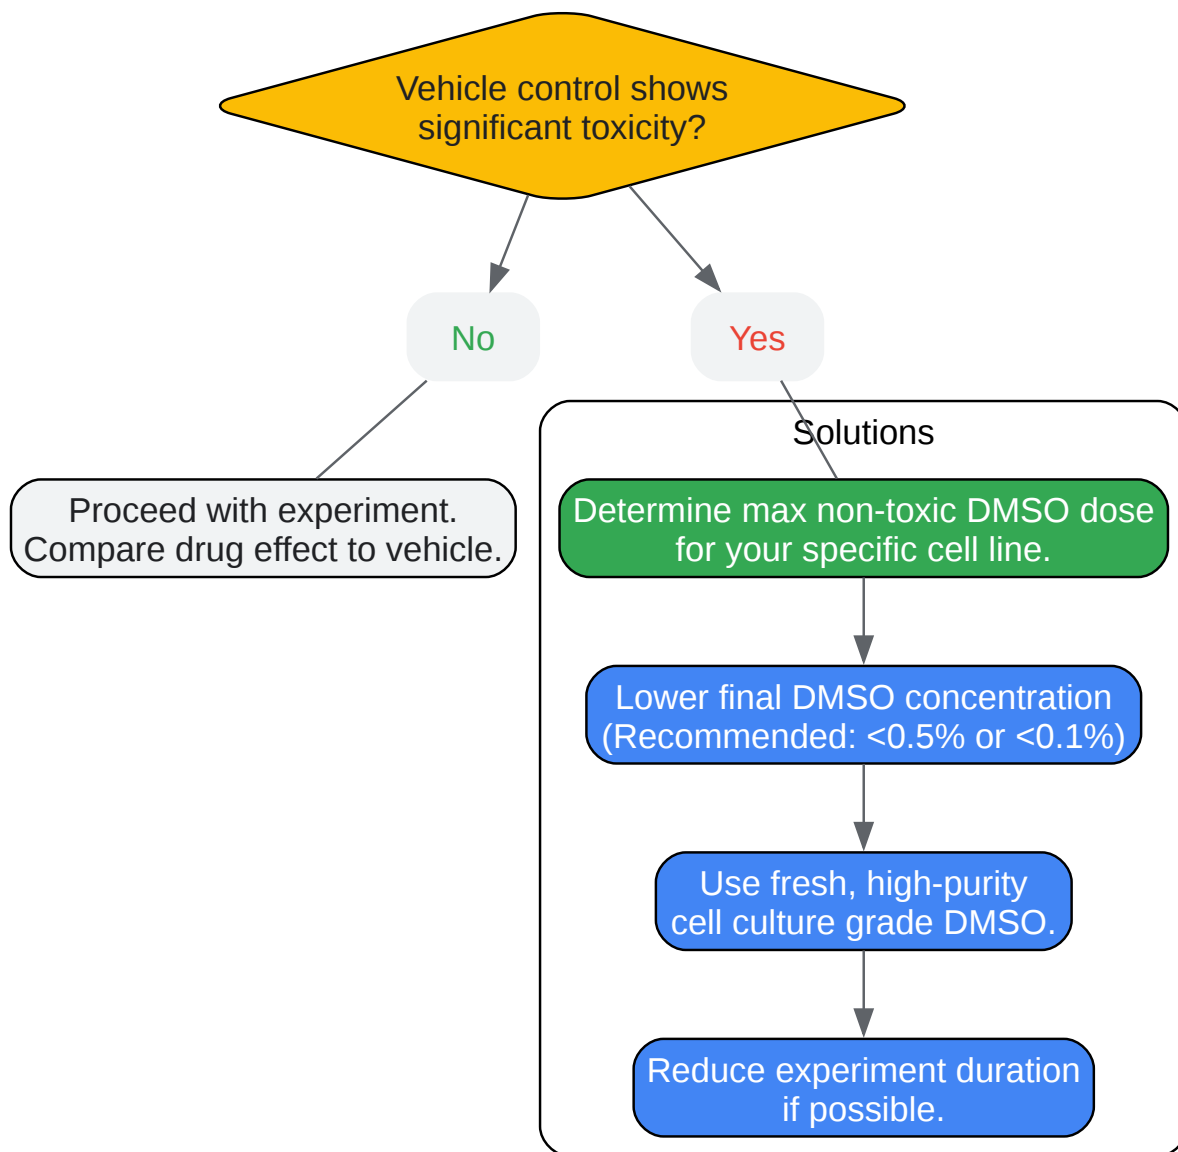 Vehicle control shows
significant toxicity?
No
Yes
Solutions
Proceed with experiment.
Compare drug effect to vehicle.
Determine max non-toxic DMSO dose
for your specific cell line.
Lower final DMSO concentration
(Recommended: <0.5% or <0.1%)
Use fresh, high-purity
cell culture grade DMSO.
Reduce experiment duration
if possible.